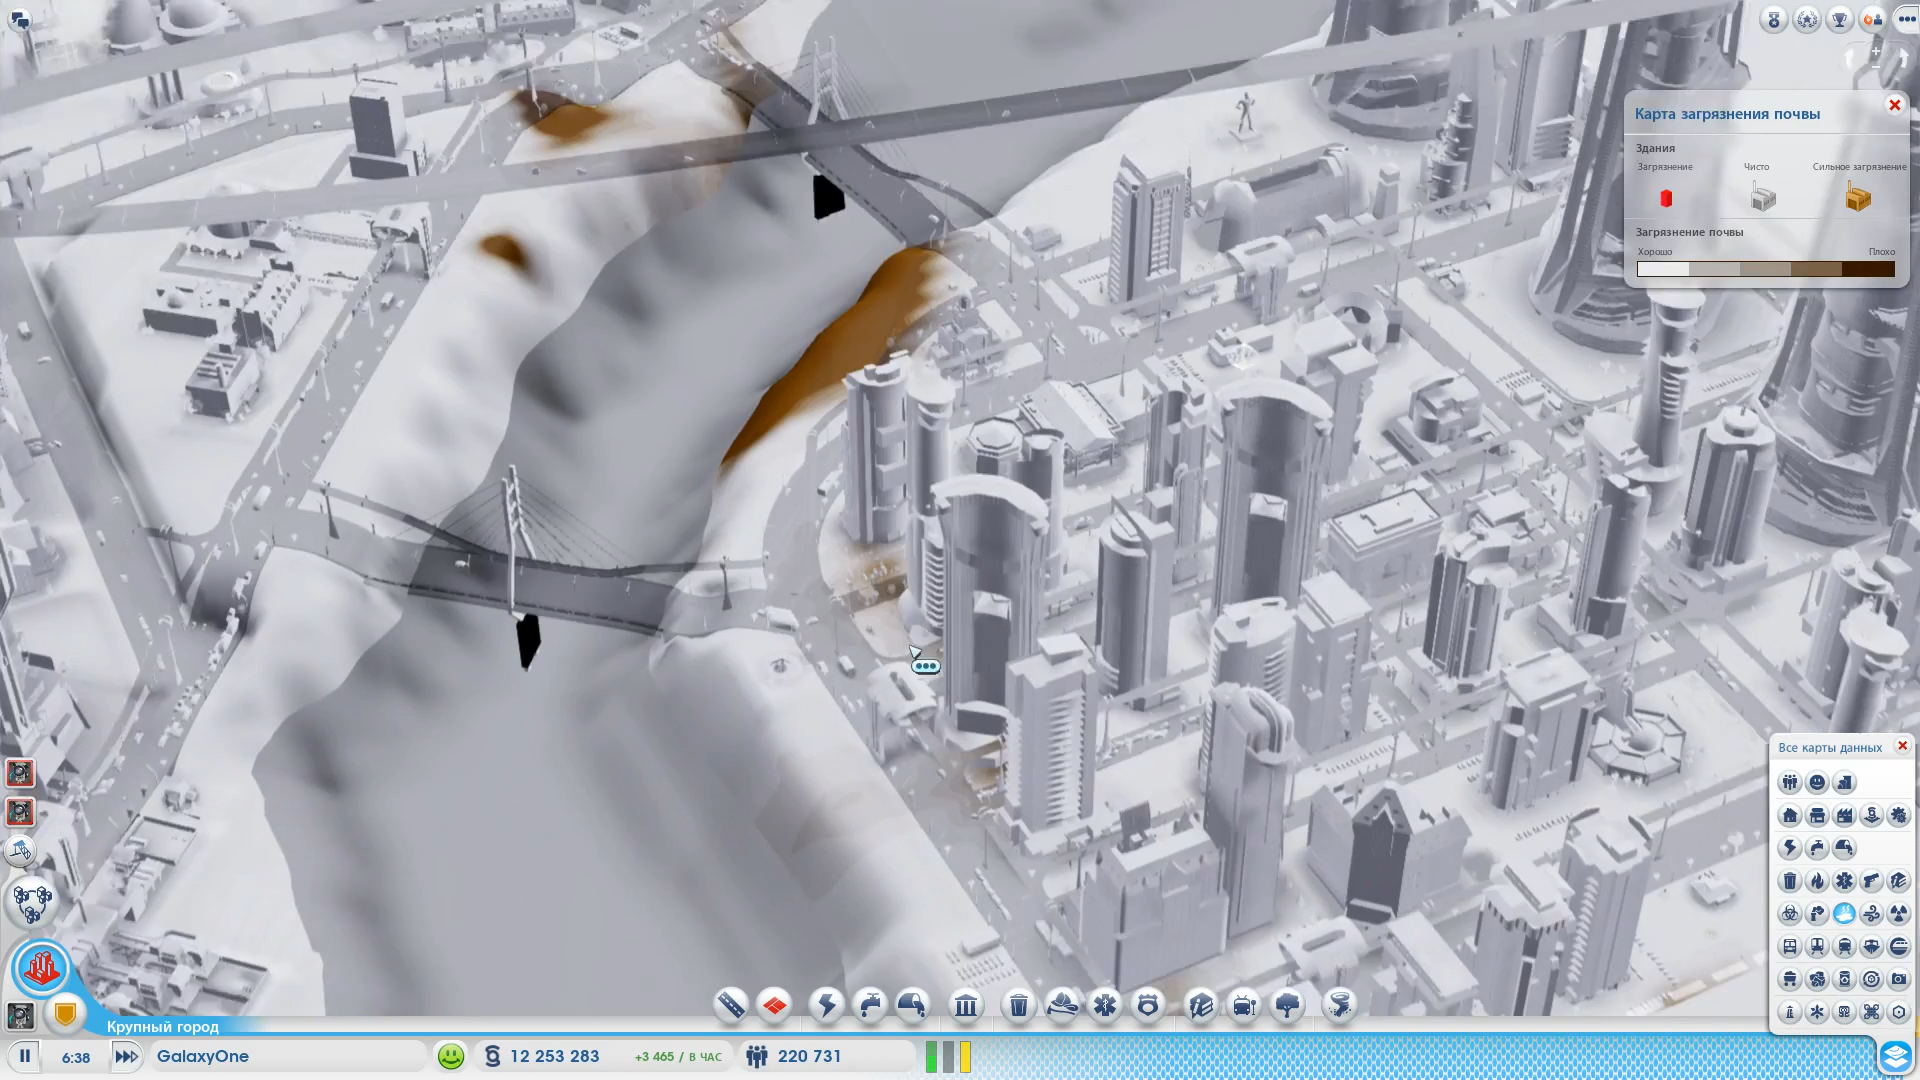 Карта загрязнения почвы
Здания
Загрязнение
Чисто
Сильное загрязнение
Загрязнение почвы
Хорошо
Плохо
Все карты данных
Крупный город
6:38
GalaxyOne
12 253 283
+3 465 / В ЧАС
220 731